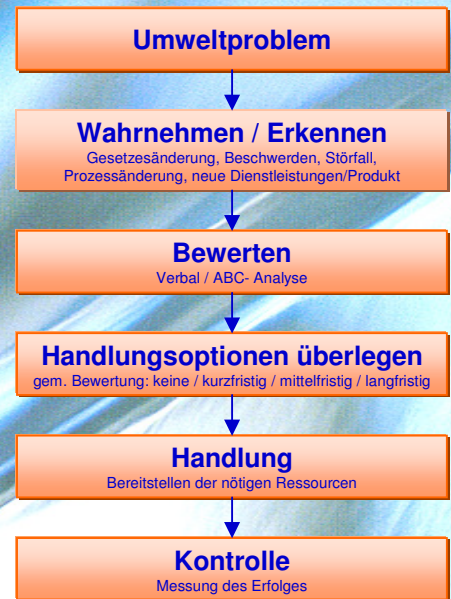 Umweltproblem
Wahrnehmen / Erkennen
Gesetzesänderung, Beschwerden, Störfall,
Prozessänderung, neue Dienstleistungen/Produkt
Bewerten
Verbal / ABC- Analyse
Handlungsoptionen überlegen
gem. Bewertung: keine / kurzfristig / mittelfristig / langfristig
Handlung
Bereitstellen der nötigen Ressourcen
Kontrolle
Messung des Erfolges